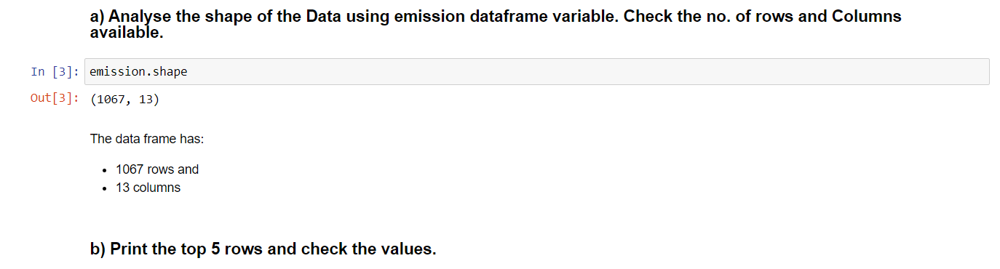 a) Analyse the shape of the Data using emission dataframe variable. Check the no. of rows and Columns
available.
In [3]: emission.shape
Out[3]: (1067, 13)
The data frame has:
• 1067 rows and
• 13 columns
b) Print the top 5 rows and check the values.